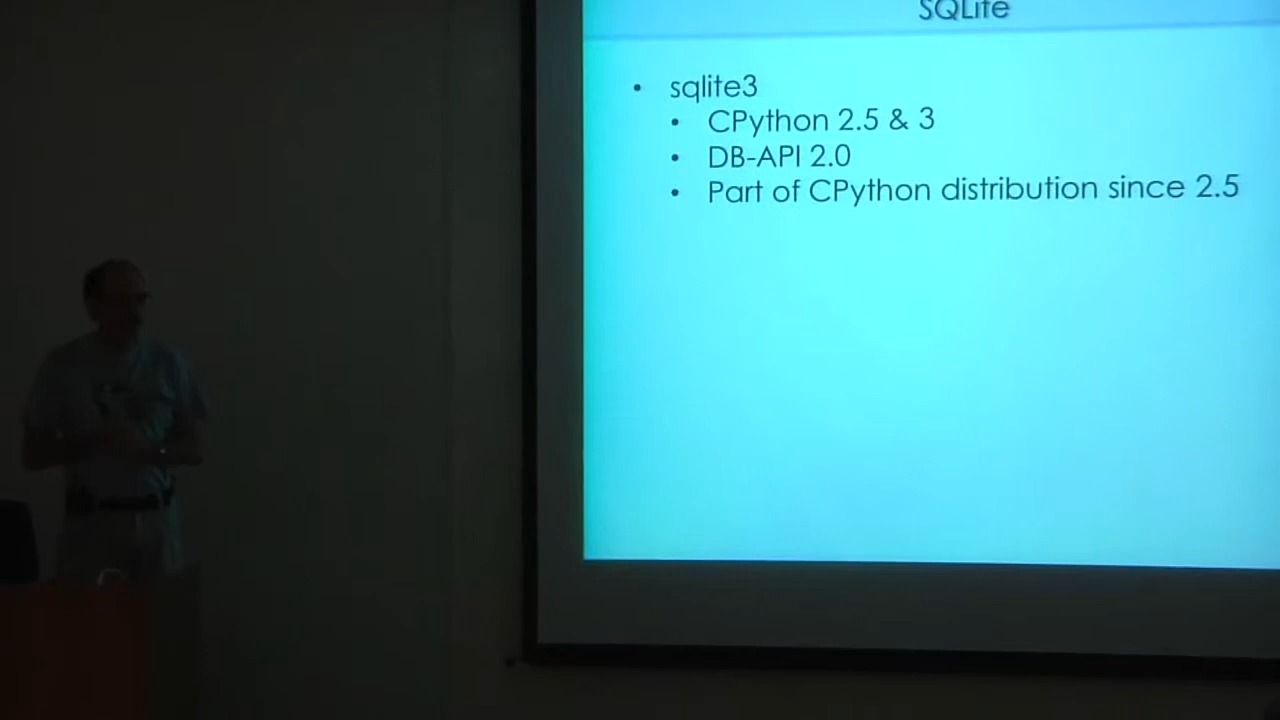 SQLite
• sqlite3
• CPython 2.5 & 3
• DB-API 2.0
• Part of CPython distribution since 2.5